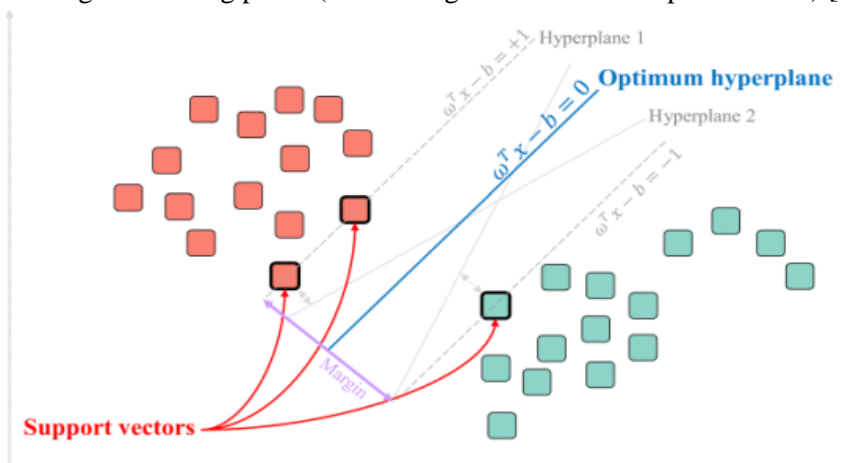 Hyperplane 1
ωᵀx − b = +1
Optimum hyperplane
ωᵀx − b = 0
Hyperplane 2
ωᵀx − b = −1
Margin
Support vectors